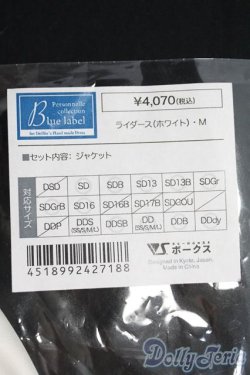 Personnalle
collection
Blue label
for Dollfie's Hand made Dress
¥4,070(税込)
ライダース(ホワイト)・M
■セット内容: ジャケット
対応サイズ
DSD SD SDB SD13 SD13B SDGr
SDGrB SD16 SD16B SD17B SDCOOL
DDP DDS DDSB DD DDB DDdy
(SS/S/M/L) (SS/S/M/L)
ボークス
Designed in Kyoto, Japan.
Made in China
4518992427188
DollyTeria